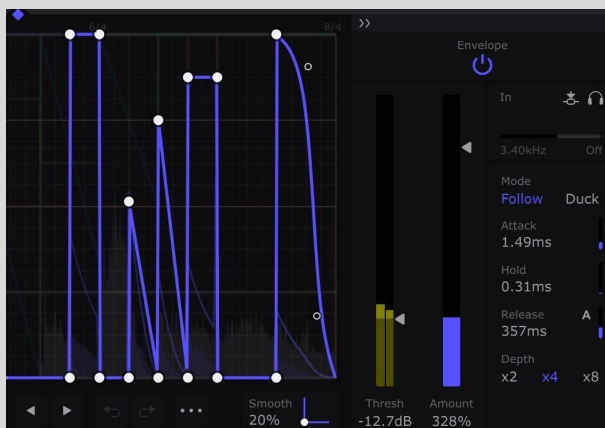 6/4
8/4
>>
Envelope
In
3.40kHz
Off
Mode
Follow Duck
Attack
1.49ms
Hold
0.31ms
Release
A
357ms
Depth
x2 x4 x8
Smooth
20%
Thresh
-12.7dB
Amount
328%